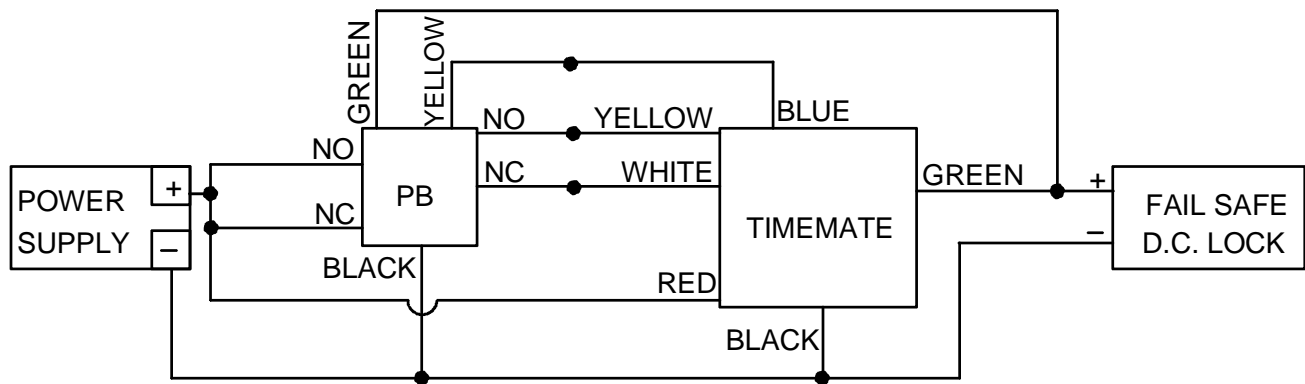 GREEN
YELLOW
NO
YELLOW
BLUE
NO
NC
WHITE
GREEN
POWER
SUPPLY
+
−
NC
PB
TIMEMATE
+
−
FAIL SAFE
D.C. LOCK
BLACK
RED
BLACK